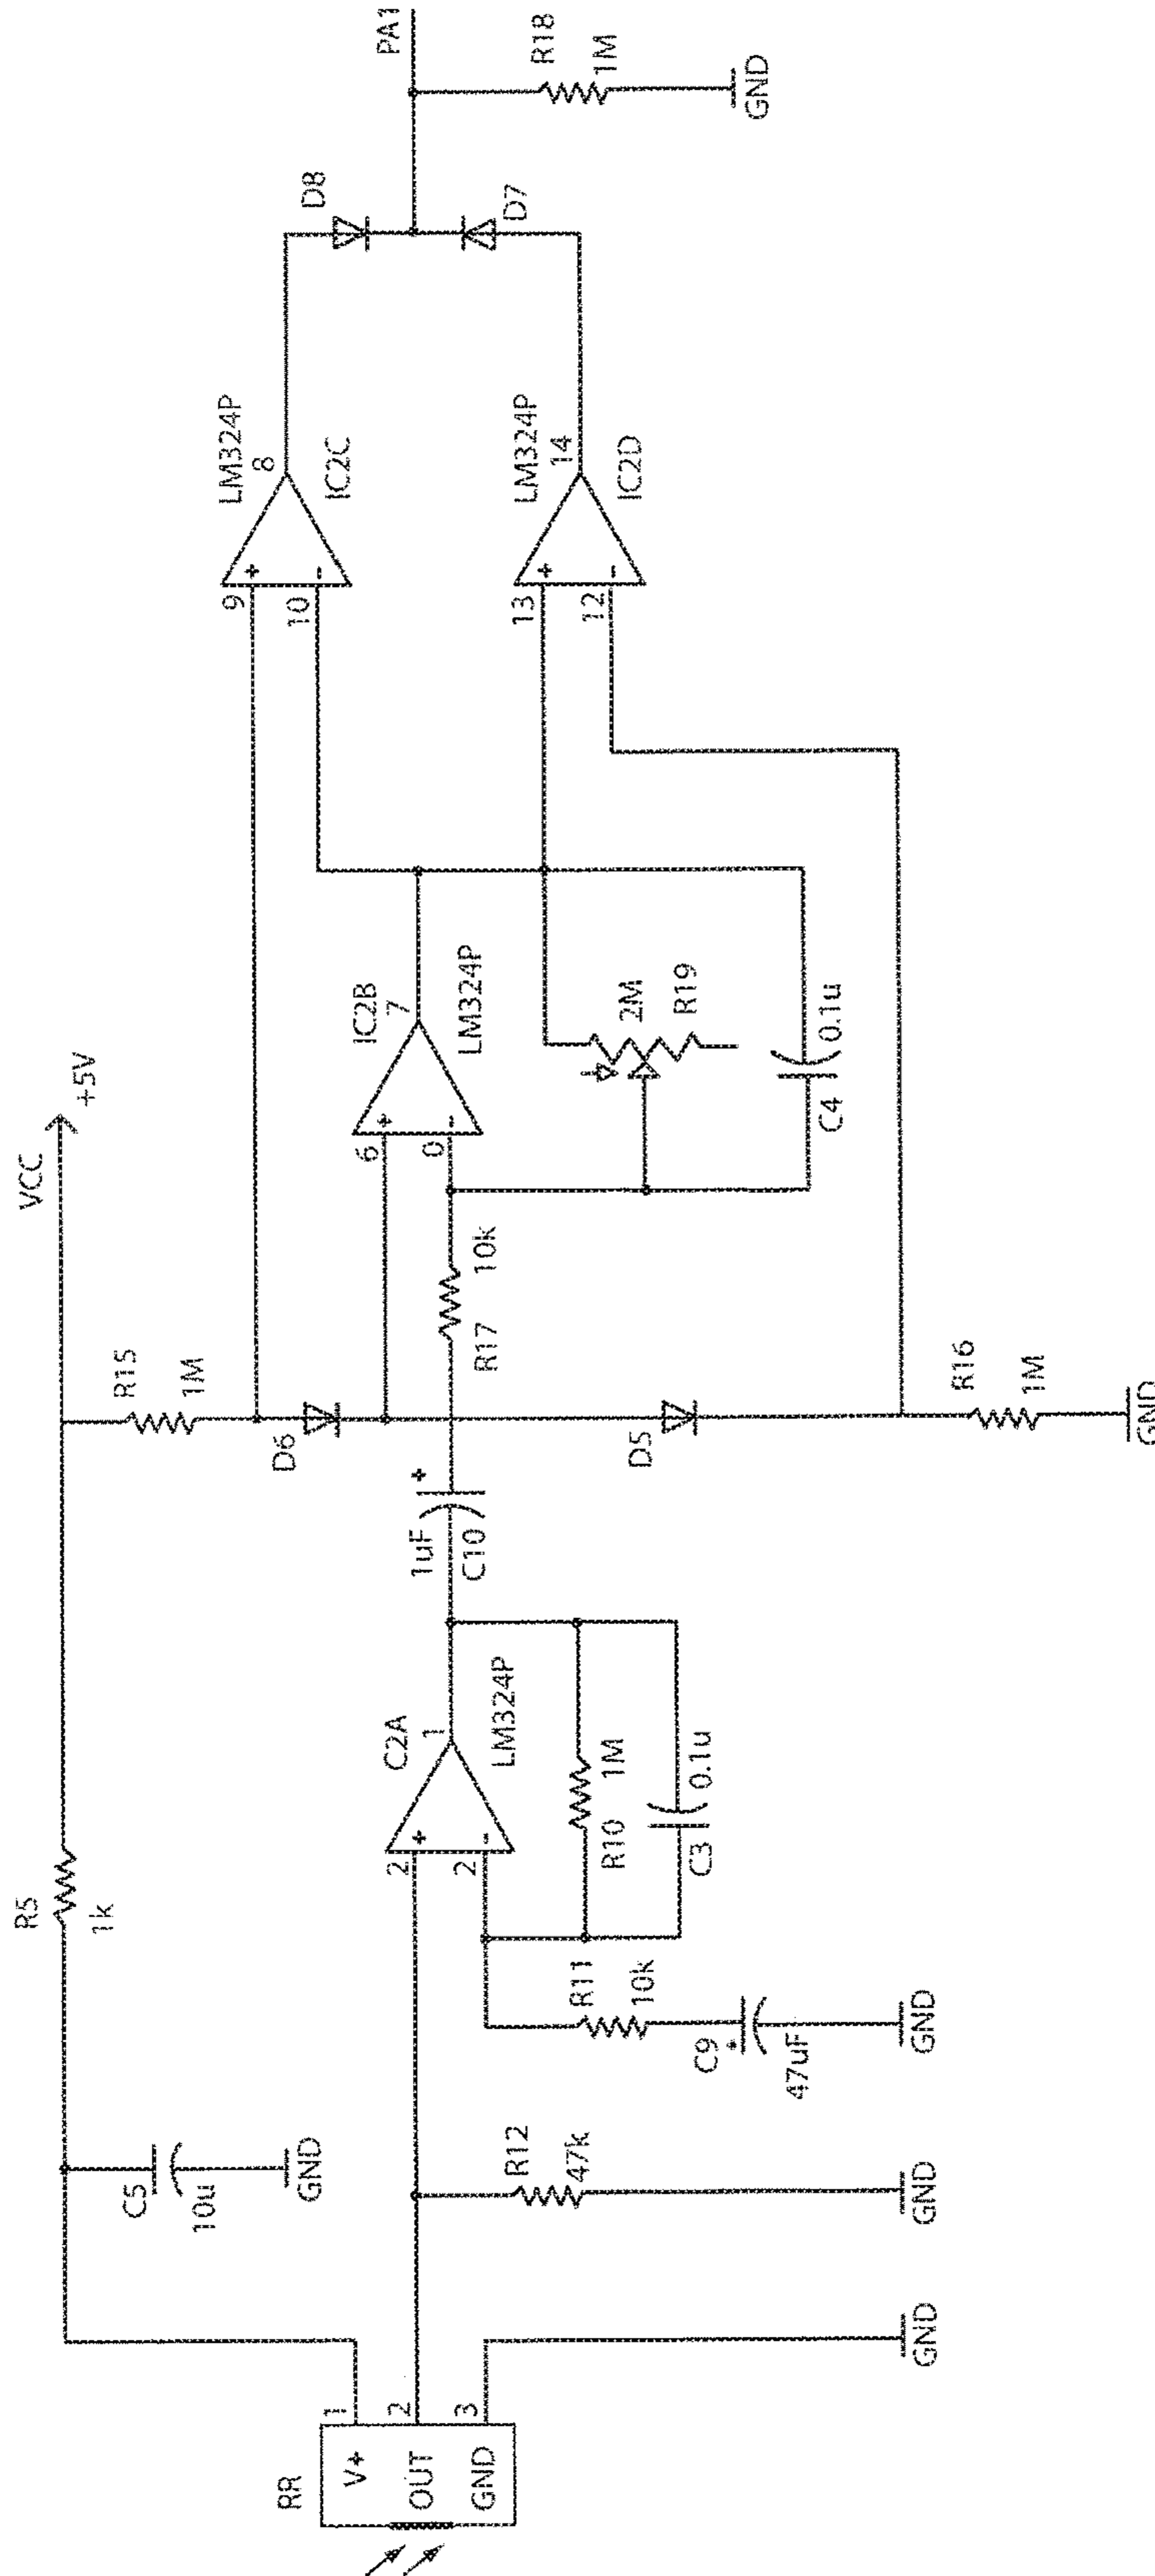 RR
V+
OUT
GND
1
2
3
GND
C5
10u
GND
R12
47k
GND
R5
1k
C9
+
47uF
GND
R11
10k
2
2
+
-
C2A
1
LM324P
R10
1M
C3
0.1u
1uF
+
C10
VCC
+5V
R15
1M
D6
D5
R16
1M
GND
R17
10k
6
0
+
-
IC2B
7
LM324P
2M
R19
C4
0.1u
9
10
+
-
LM324P
8
IC2C
13
12
+
-
LM324P
14
IC2D
D8
D7
PA1
R18
1M
GND